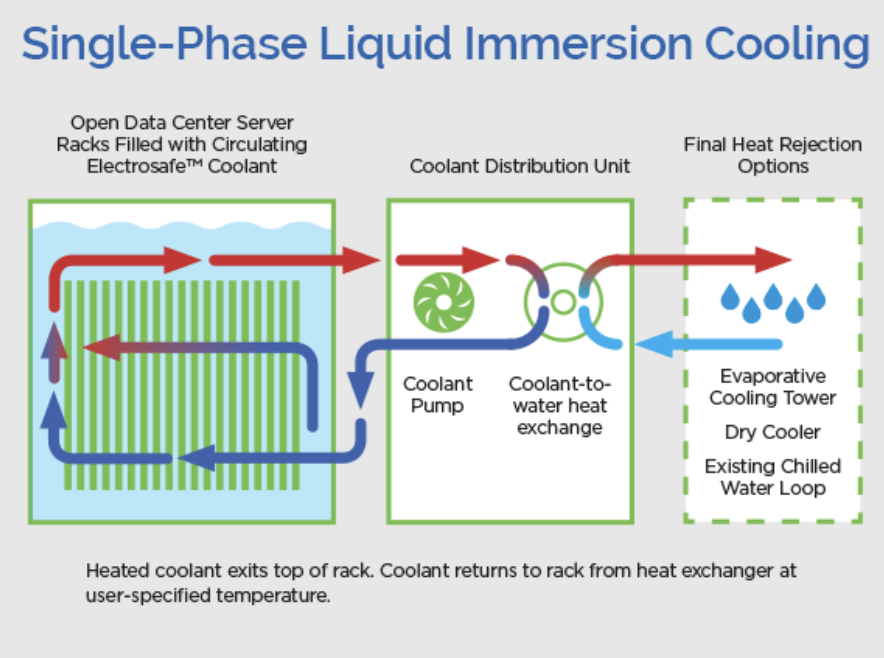 Single-Phase Liquid Immersion Cooling
Open Data Center Server
Racks Filled with Circulating
Electrosafe™ Coolant
Coolant Distribution Unit
Final Heat Rejection
Options
Coolant
Pump
Coolant-to-
water heat
exchange
Evaporative
Cooling Tower
Dry Cooler
Existing Chilled
Water Loop
Heated coolant exits top of rack. Coolant returns to rack from heat exchanger at
user-specified temperature.